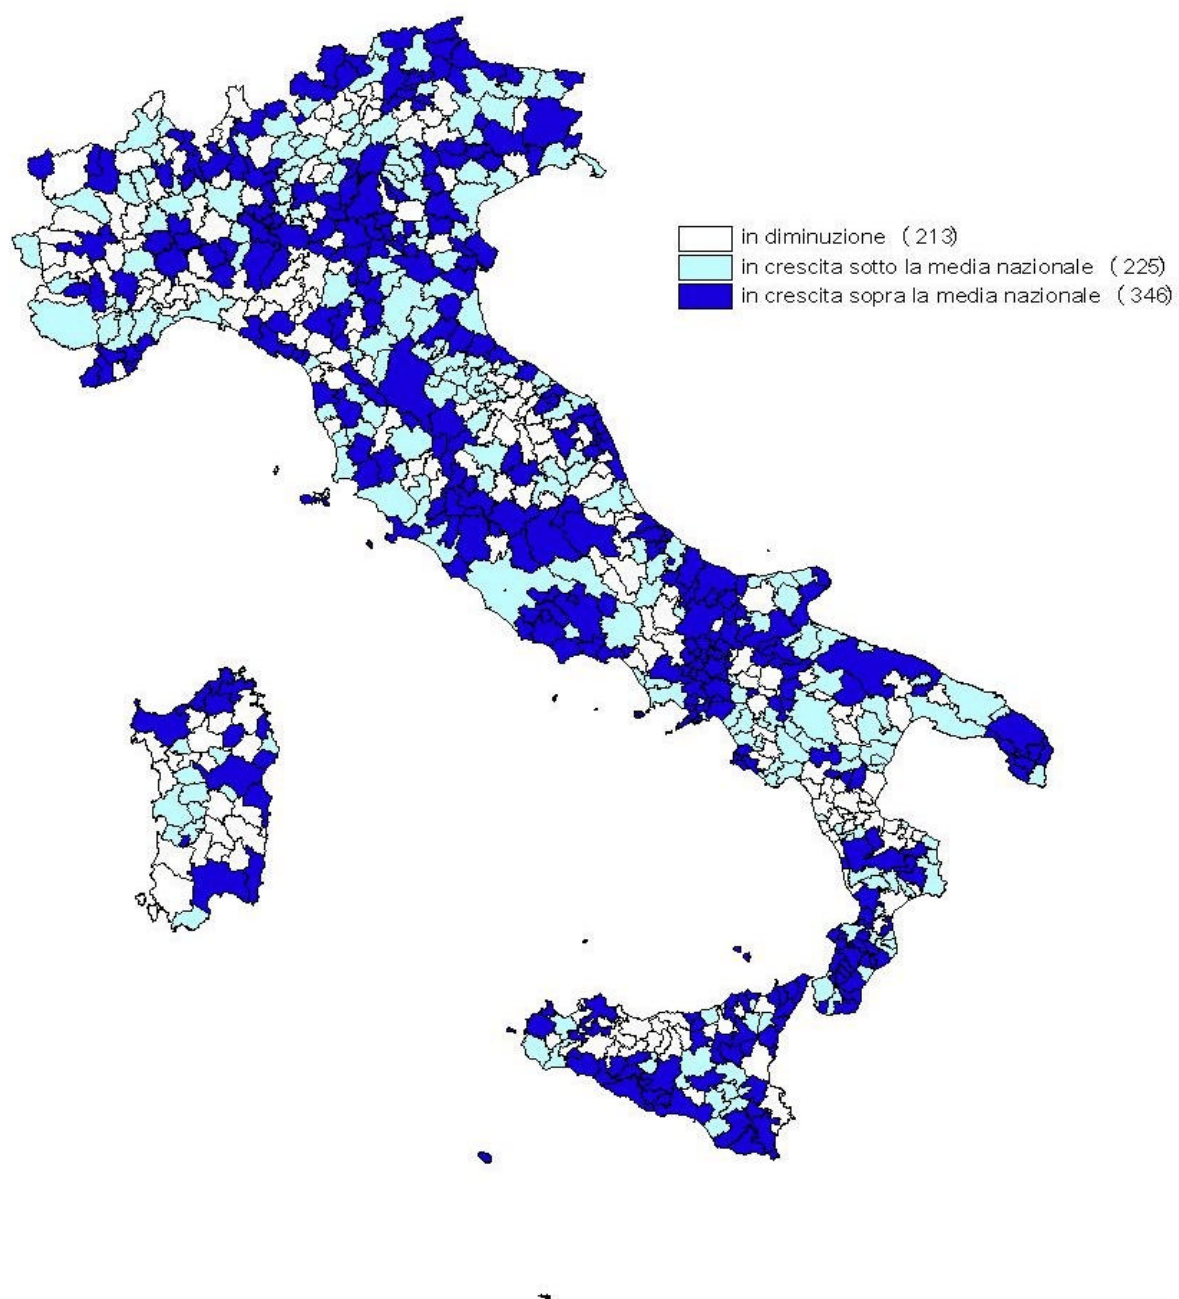 in diminuzione (213)
in crescita sotto la media nazionale (225)
in crescita sopra la media nazionale (346)